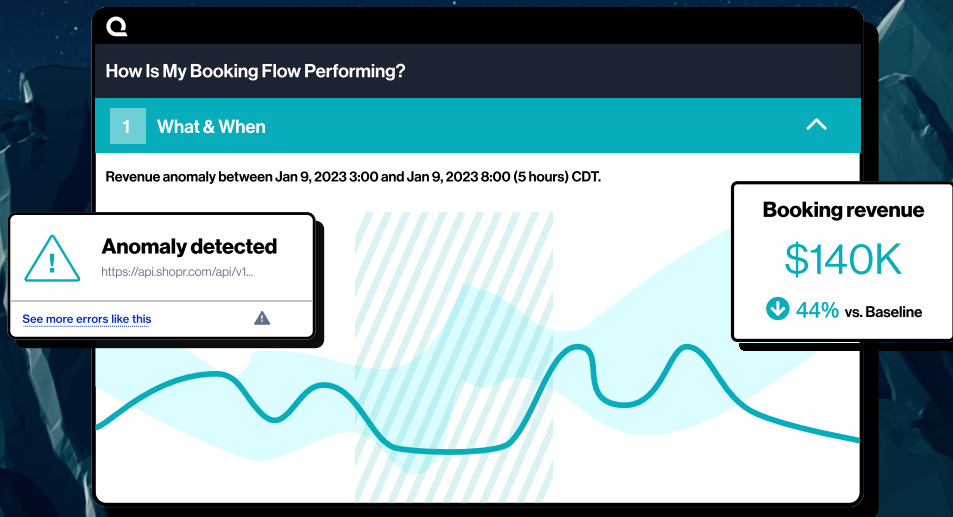 How Is My Booking Flow Performing?
1 What & When
Revenue anomaly between Jan 9, 2023 3:00 and Jan 9, 2023 8:00 (5 hours) CDT.
Anomaly detected
https://api.shopr.com/api/v1...
See more errors like this
Booking revenue
$140K
44% vs. Baseline